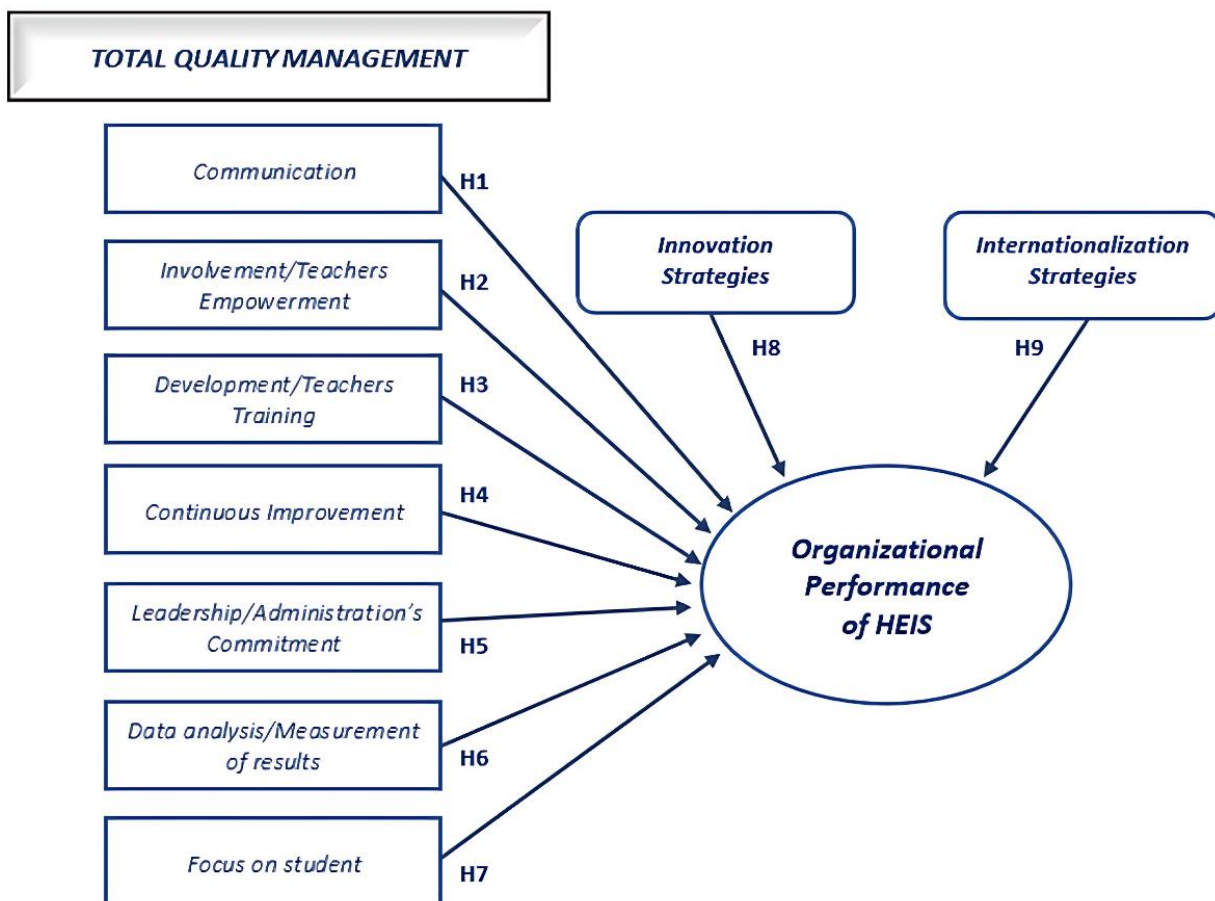 TOTAL QUALITY MANAGEMENT
Communication
H1
Involvement/Teachers
Empowerment
H2
Development/Teachers
Training
H3
Continuous Improvement
H4
Leadership/Administration's
Commitment
H5
Data analysis/Measurement
of results
H6
Focus on student
H7
Innovation
Strategies
H8
Internationalization
Strategies
H9
Organizational
Performance
of HEIS